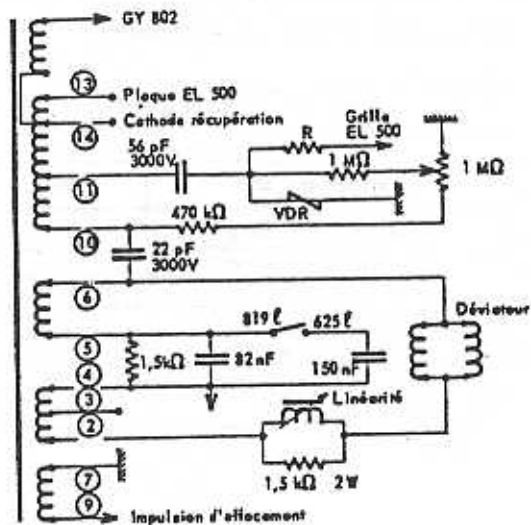 GY 802
13
Plaque EL 500
14
Cathode récupération
56 pF
3000V
R
Grille
EL 500
1 MΩ
1 MΩ
11
VDR
470 kΩ
10
22 pF
3000V
6
Déviateur
819 ℓ
625 ℓ
5
1,5kΩ
82nF
150 nF
4
3
Linéarité
2
1,5 kΩ 2W
7
9
Impulsion d'effacement